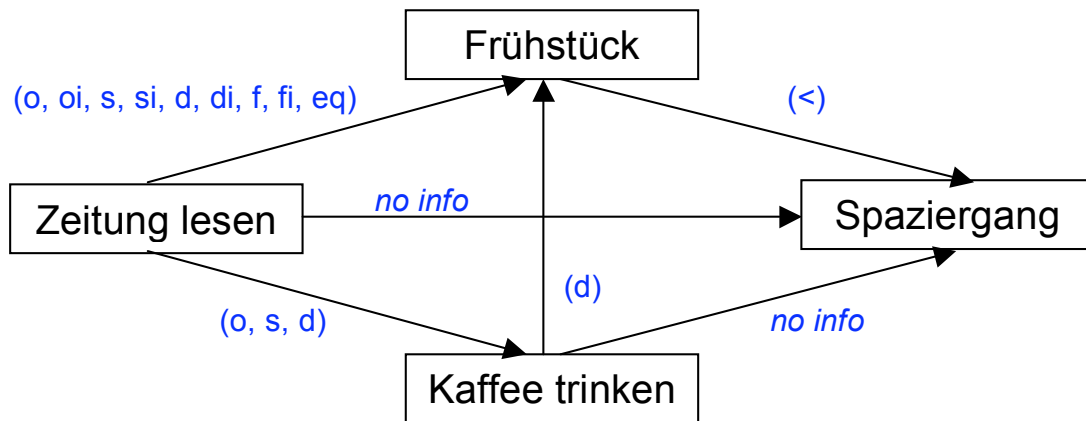 Frühstück
(o, oi, s, si, d, di, f, fi, eq)
(<)
Zeitung lesen
no info
Spaziergang
(o, s, d)
(d)
no info
Kaffee trinken